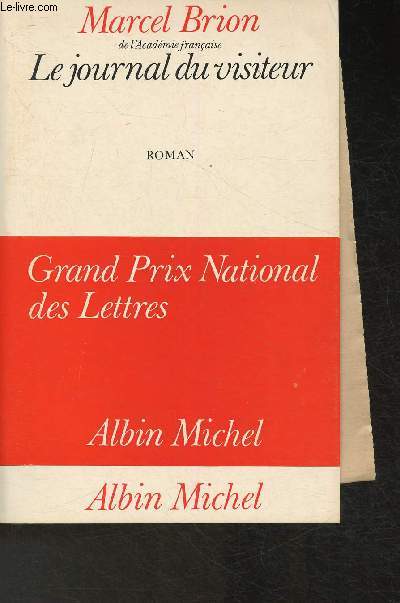 Le-Livre.com
Marcel Brion
de l'Académie française
Le journal du visiteur
ROMAN
Grand Prix National
des Lettres
Albin Michel
Albin Michel